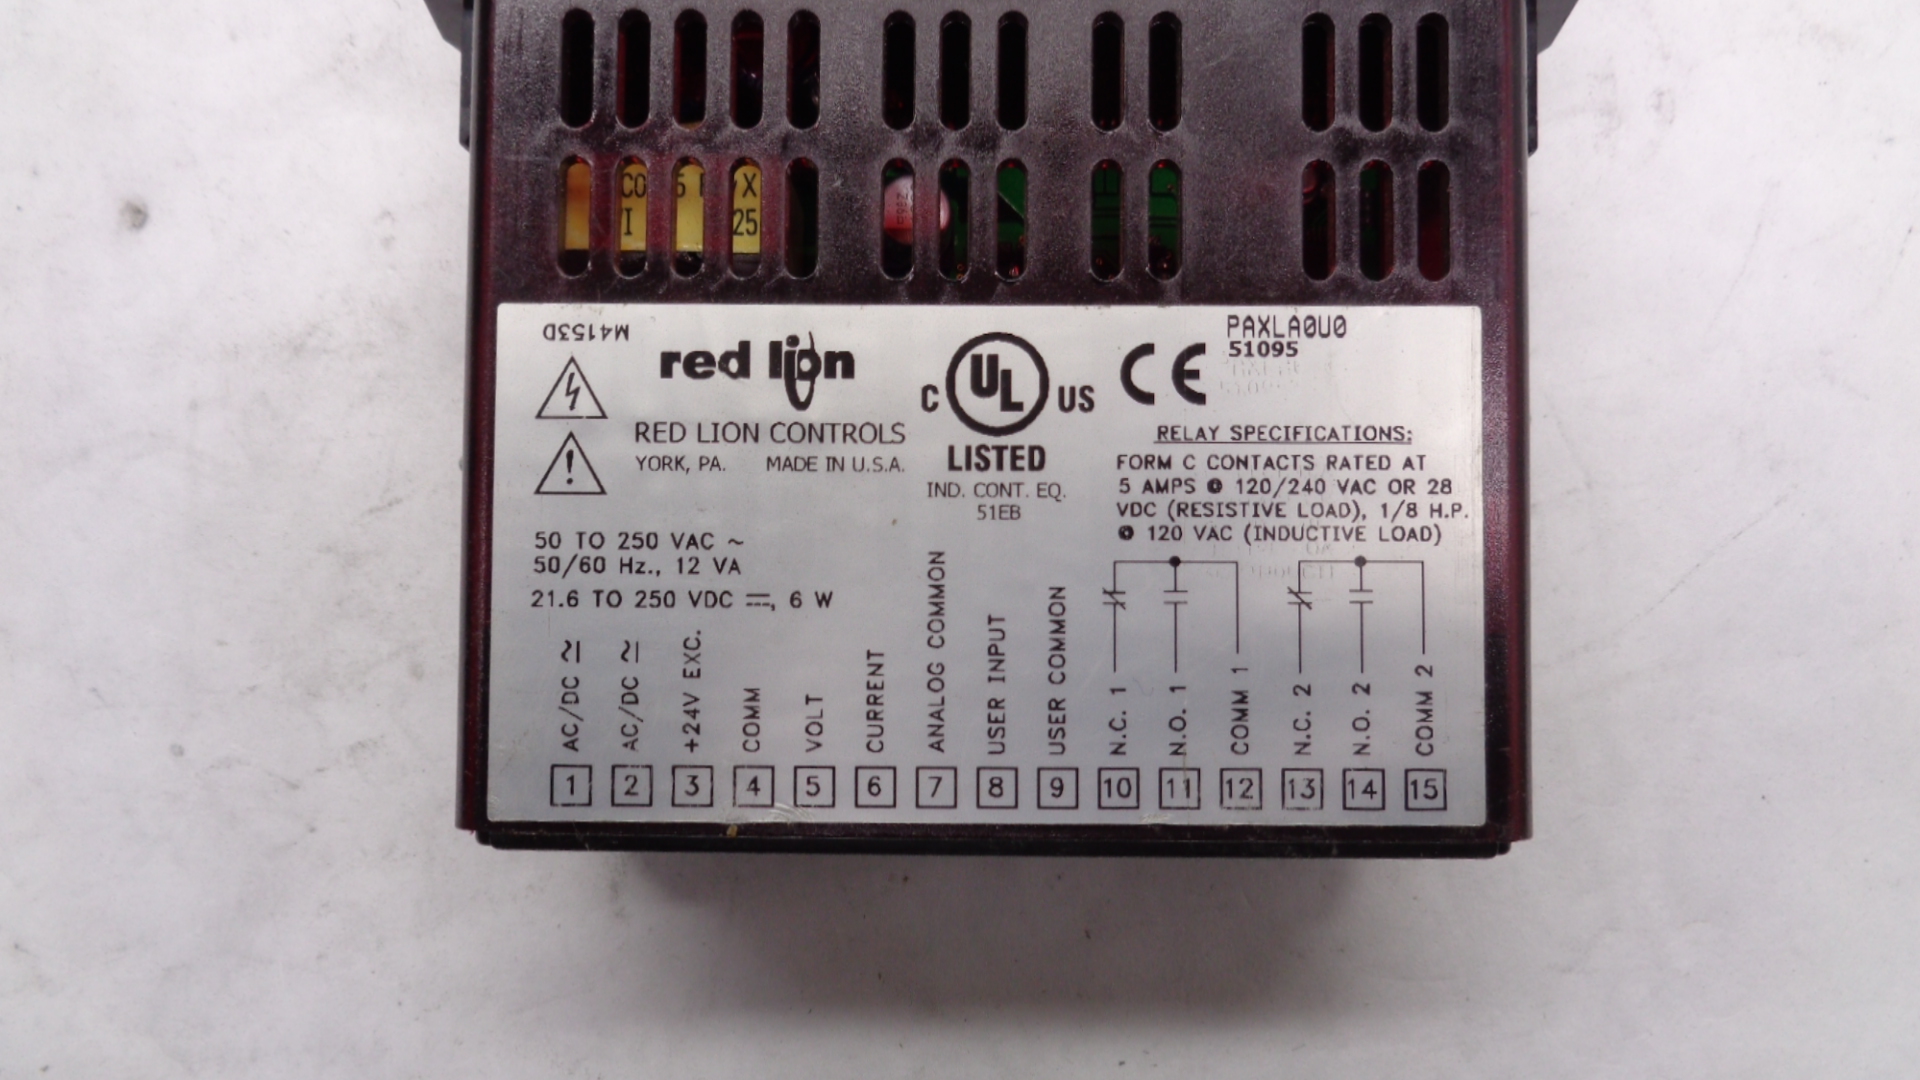 CO 5 X
VI 25
M4153D
red lion
RED LION CONTROLS
YORK, PA. MADE IN U.S.A.
C UL US
LISTED
IND. CONT. EQ.
51EB
CE
PAXLA0U0
51095
RELAY SPECIFICATIONS:
FORM C CONTACTS RATED AT
5 AMPS @ 120/240 VAC OR 28
VDC (RESISTIVE LOAD), 1/8 H.P.
@ 120 VAC (INDUCTIVE LOAD)
50 TO 250 VAC ~
50/60 Hz., 12 VA
21.6 TO 250 VDC ⎓, 6 W
AC/DC
AC/DC
+24V EXC.
COMM
VOLT
CURRENT
ANALOG COMMON
USER INPUT
USER COMMON
N.C. 1
N.O. 1
COMM 1
N.C. 2
N.O. 2
COMM 2
1 2 3 4 5 6 7 8 9 10 11 12 13 14 15